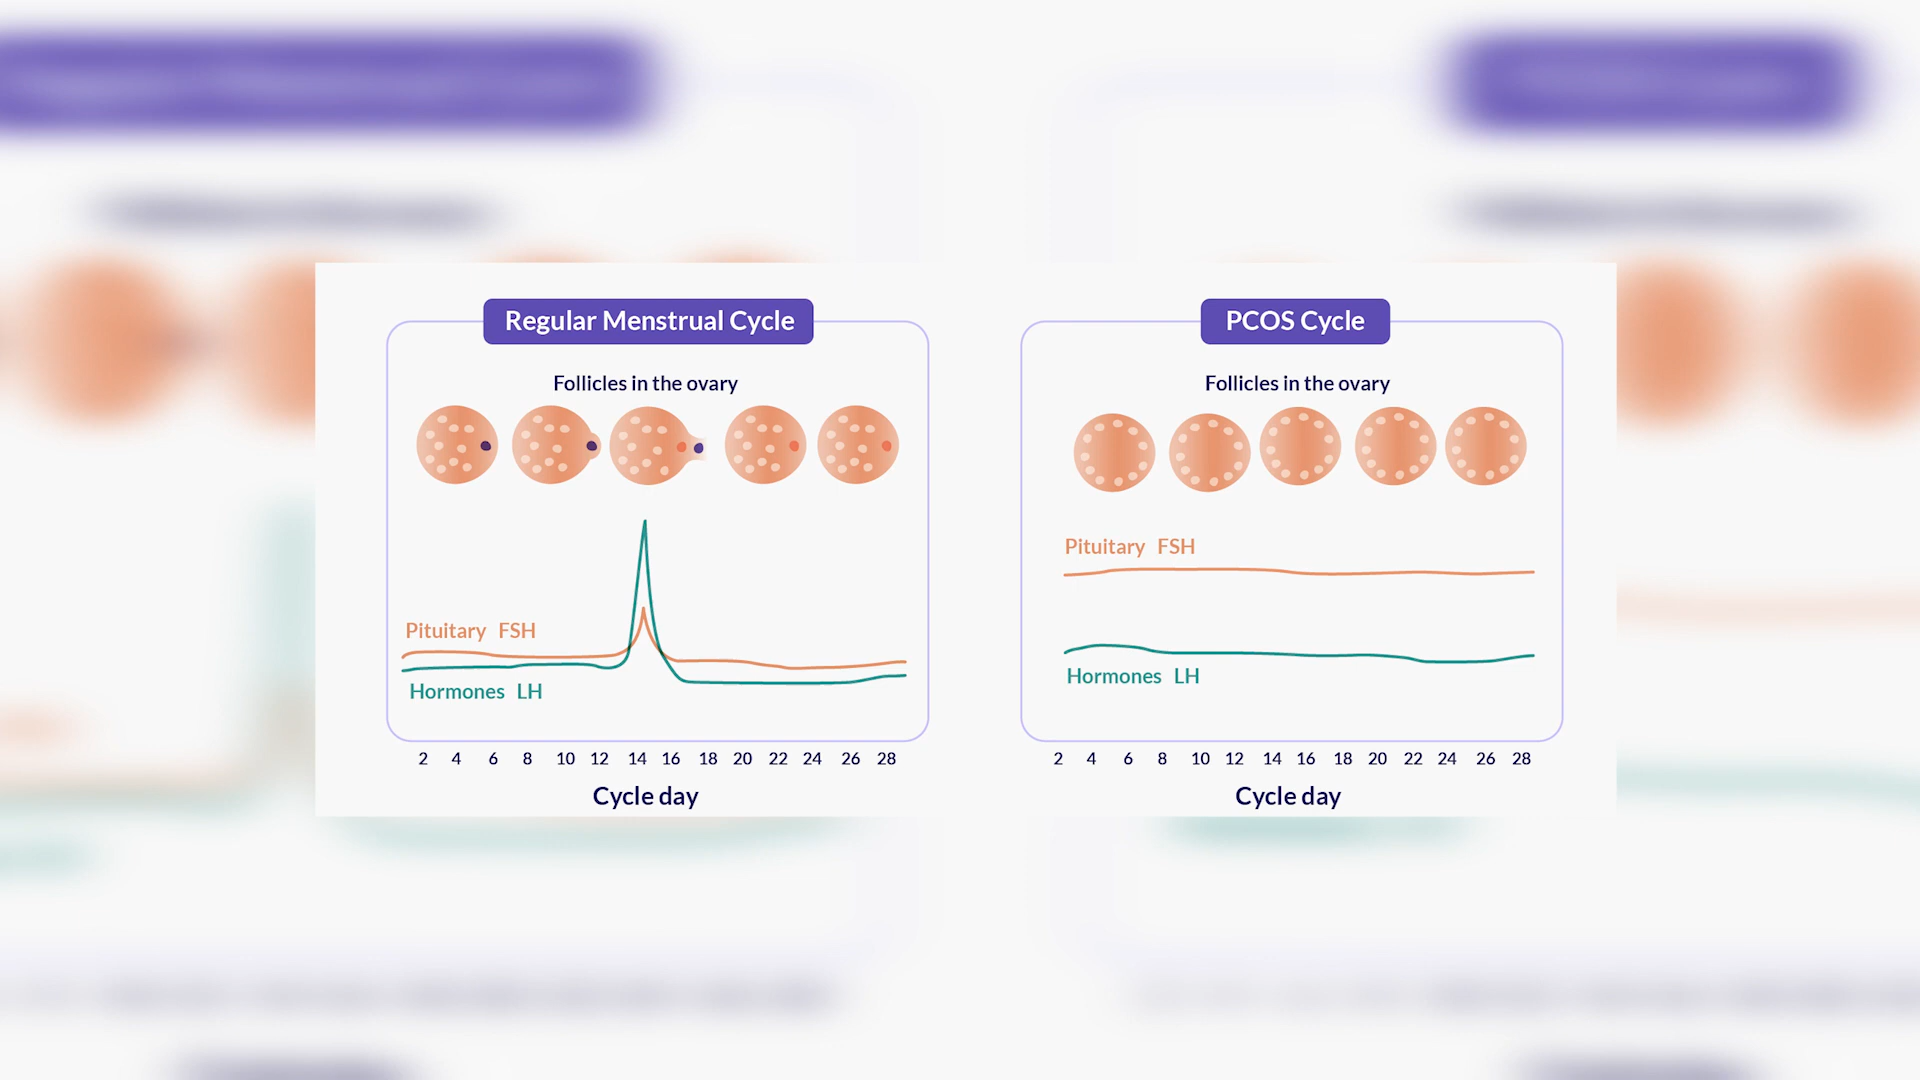 Regular Menstrual Cycle
Follicles in the ovary
Pituitary FSH
Hormones LH
2 4 6 8 10 12 14 16 18 20 22 24 26 28
Cycle day
PCOS Cycle
Follicles in the ovary
Pituitary FSH
Hormones LH
2 4 6 8 10 12 14 16 18 20 22 24 26 28
Cycle day